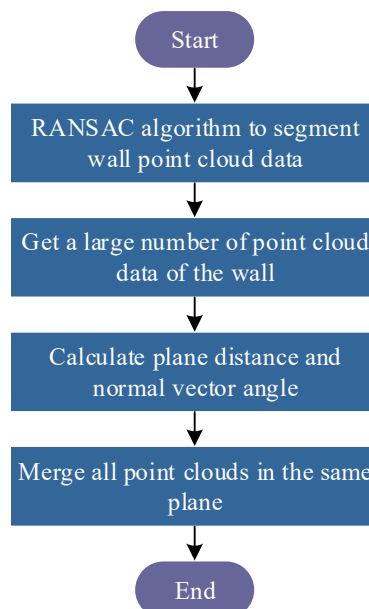 Start
RANSAC algorithm to segment
wall point cloud data
Get a large number of point cloud
data of the wall
Calculate plane distance and
normal vector angle
Merge all point clouds in the same
plane
End